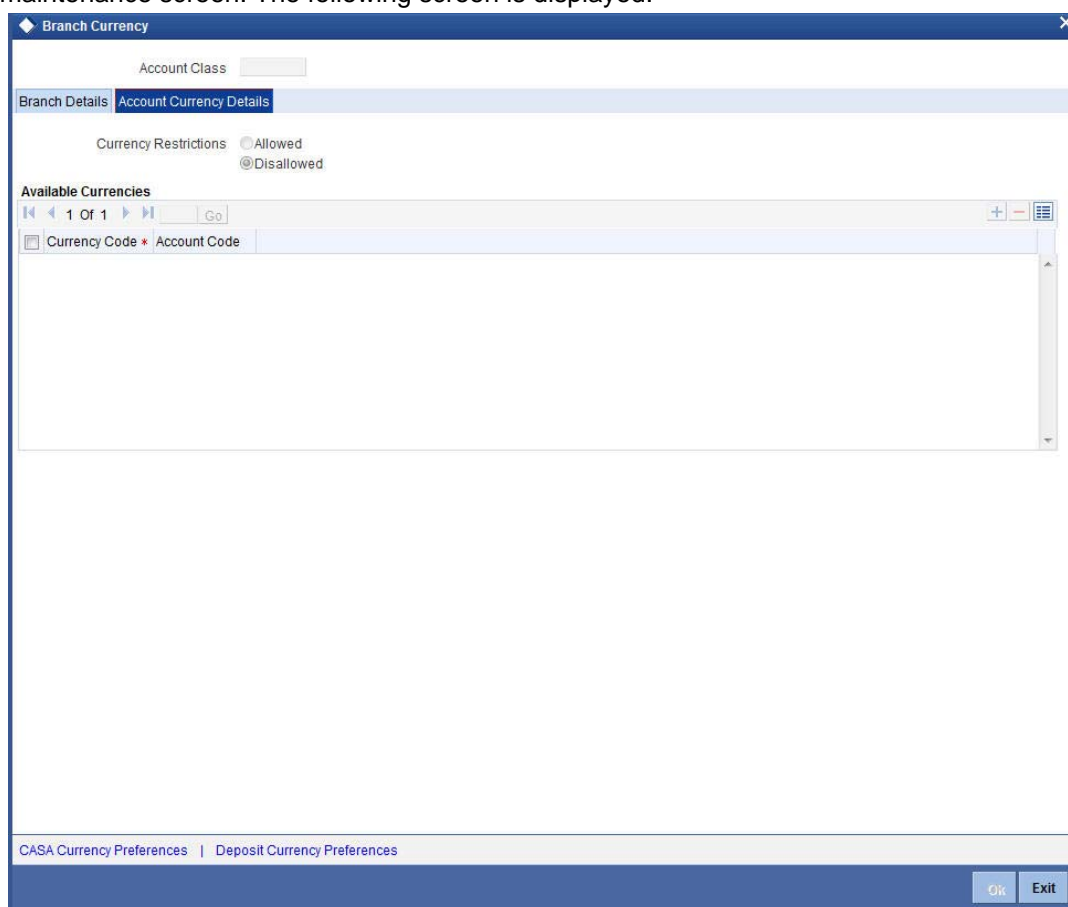 maintenance screen. The following screen is displayed:
Branch Currency
Account Class
Branch Details Account Currency Details
Currency Restrictions Allowed
Disallowed
Available Currencies
1 Of 1 Go
Currency Code * Account Code
CASA Currency Preferences | Deposit Currency Preferences
Ok Exit